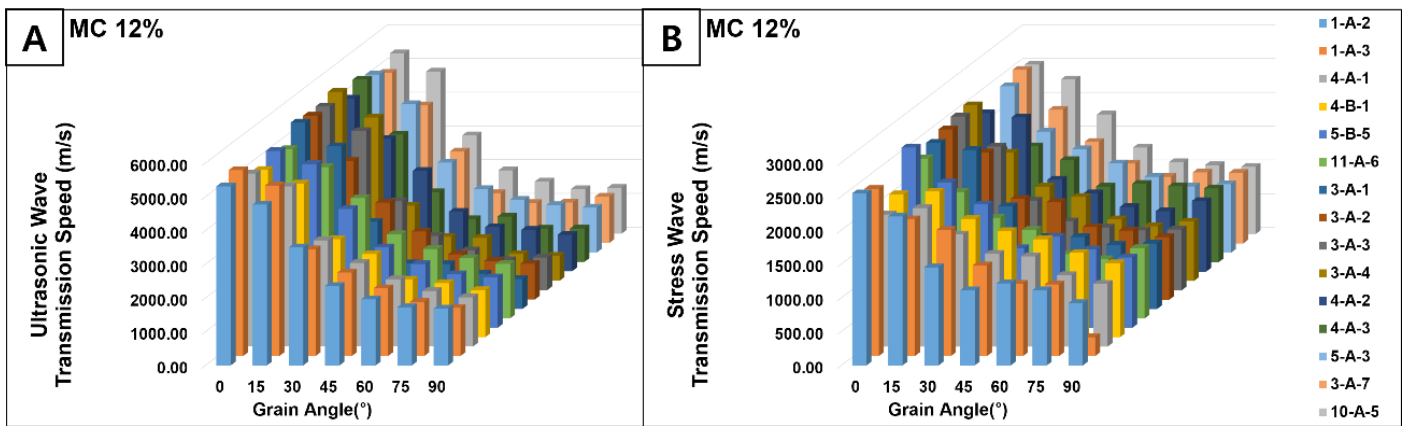 A
MC 12%
Ultrasonic Wave
Transmission Speed (m/s)
6000.00
5000.00
4000.00
3000.00
2000.00
1000.00
0.00
0 15 30 45 60 75 90
Grain Angle(°)
B
MC 12%
Stress Wave
Transmission Speed (m/s)
3000.00
2500.00
2000.00
1500.00
1000.00
500.00
0.00
0 15 30 45 60 75 90
Grain Angle(°)
1-A-2
1-A-3
4-A-1
4-B-1
5-B-5
11-A-6
3-A-1
3-A-2
3-A-3
3-A-4
4-A-2
4-A-3
5-A-3
3-A-7
10-A-5